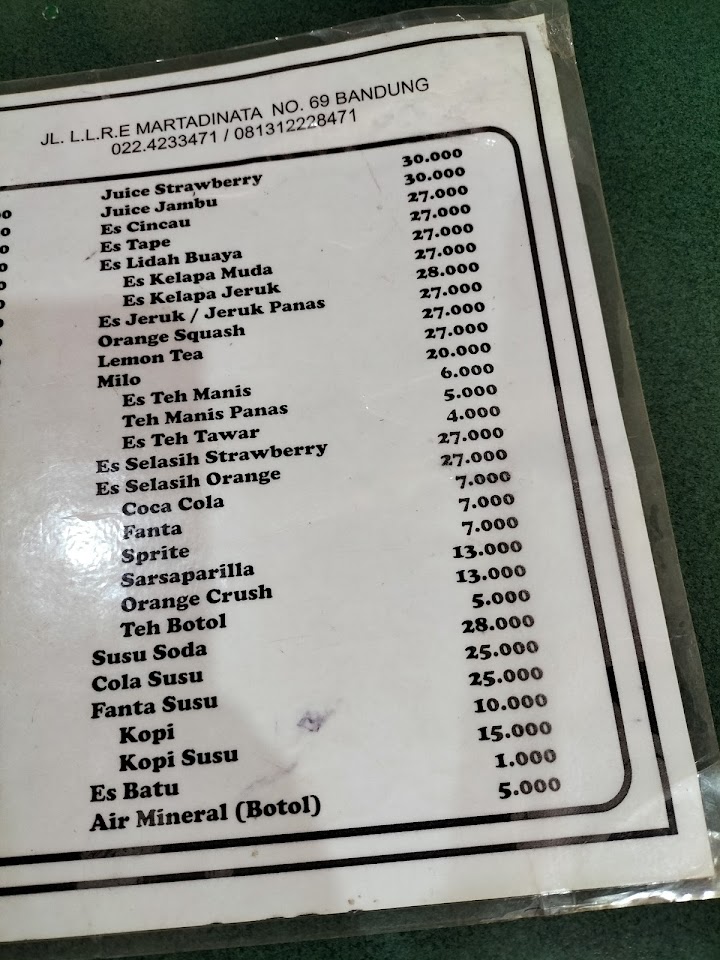 JL. L.L.R.E MARTADINATA NO. 69 BANDUNG
022.4233471 / 081312228471
Juice Strawberry 30.000
Juice Jambu 30.000
Es Cincau 27.000
Es Tape 27.000
Es Lidah Buaya 27.000
Es Kelapa Muda 27.000
Es Kelapa Jeruk 28.000
Es Jeruk / Jeruk Panas 27.000
Orange Squash 27.000
Lemon Tea 27.000
Milo 20.000
Es Teh Manis 6.000
Teh Manis Panas 5.000
Es Teh Tawar 4.000
Es Selasih Strawberry 27.000
Es Selasih Orange 27.000
Coca Cola 7.000
Fanta 7.000
Sprite 7.000
Sarsaparilla 13.000
Orange Crush 13.000
Teh Botol 5.000
Susu Soda 28.000
Cola Susu 25.000
Fanta Susu 25.000
Kopi 10.000
Kopi Susu 15.000
Es Batu 1.000
Air Mineral (Botol) 5.000